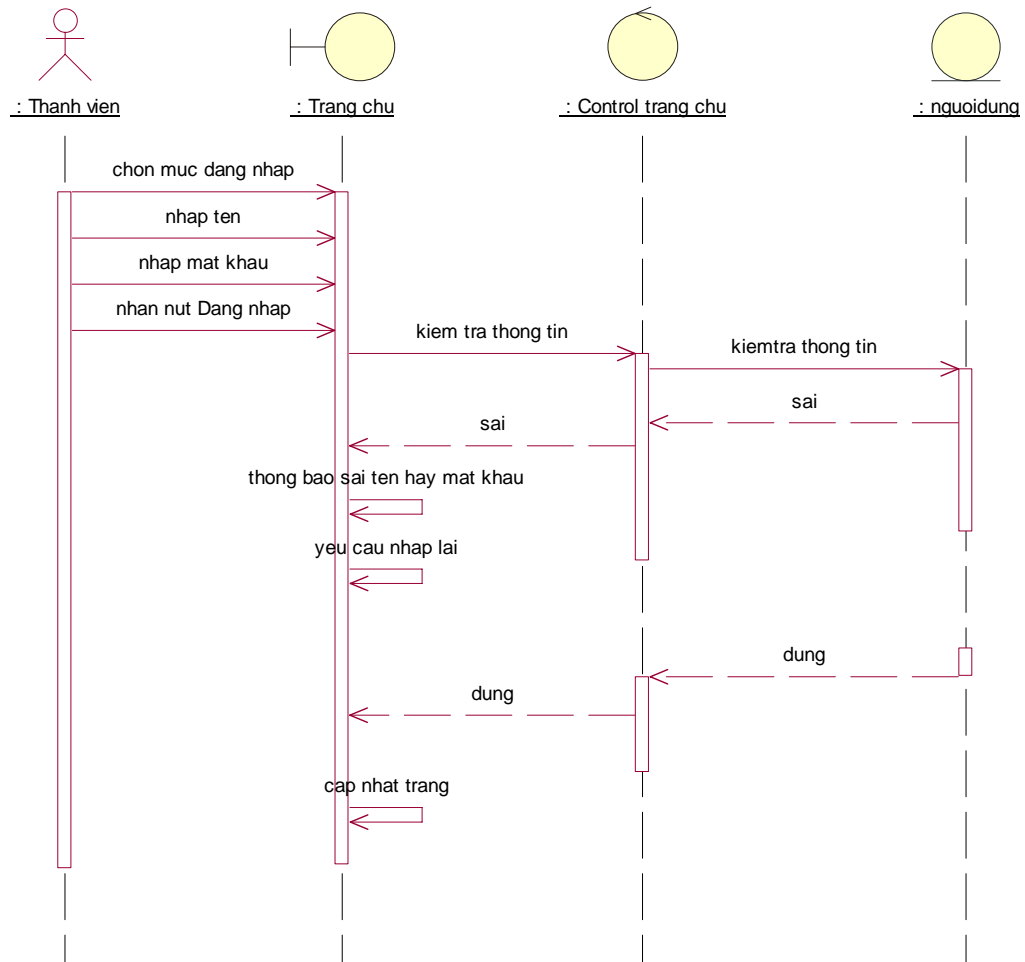 : Thanh vien
: Trang chu
: Control trang chu
: nguoidung
chon muc dang nhap
nhap ten
nhap mat khau
nhan nut Dang nhap
kiem tra thong tin
kiemtra thong tin
sai
sai
thong bao sai ten hay mat khau
yeu cau nhap lai
dung
dung
cap nhat trang